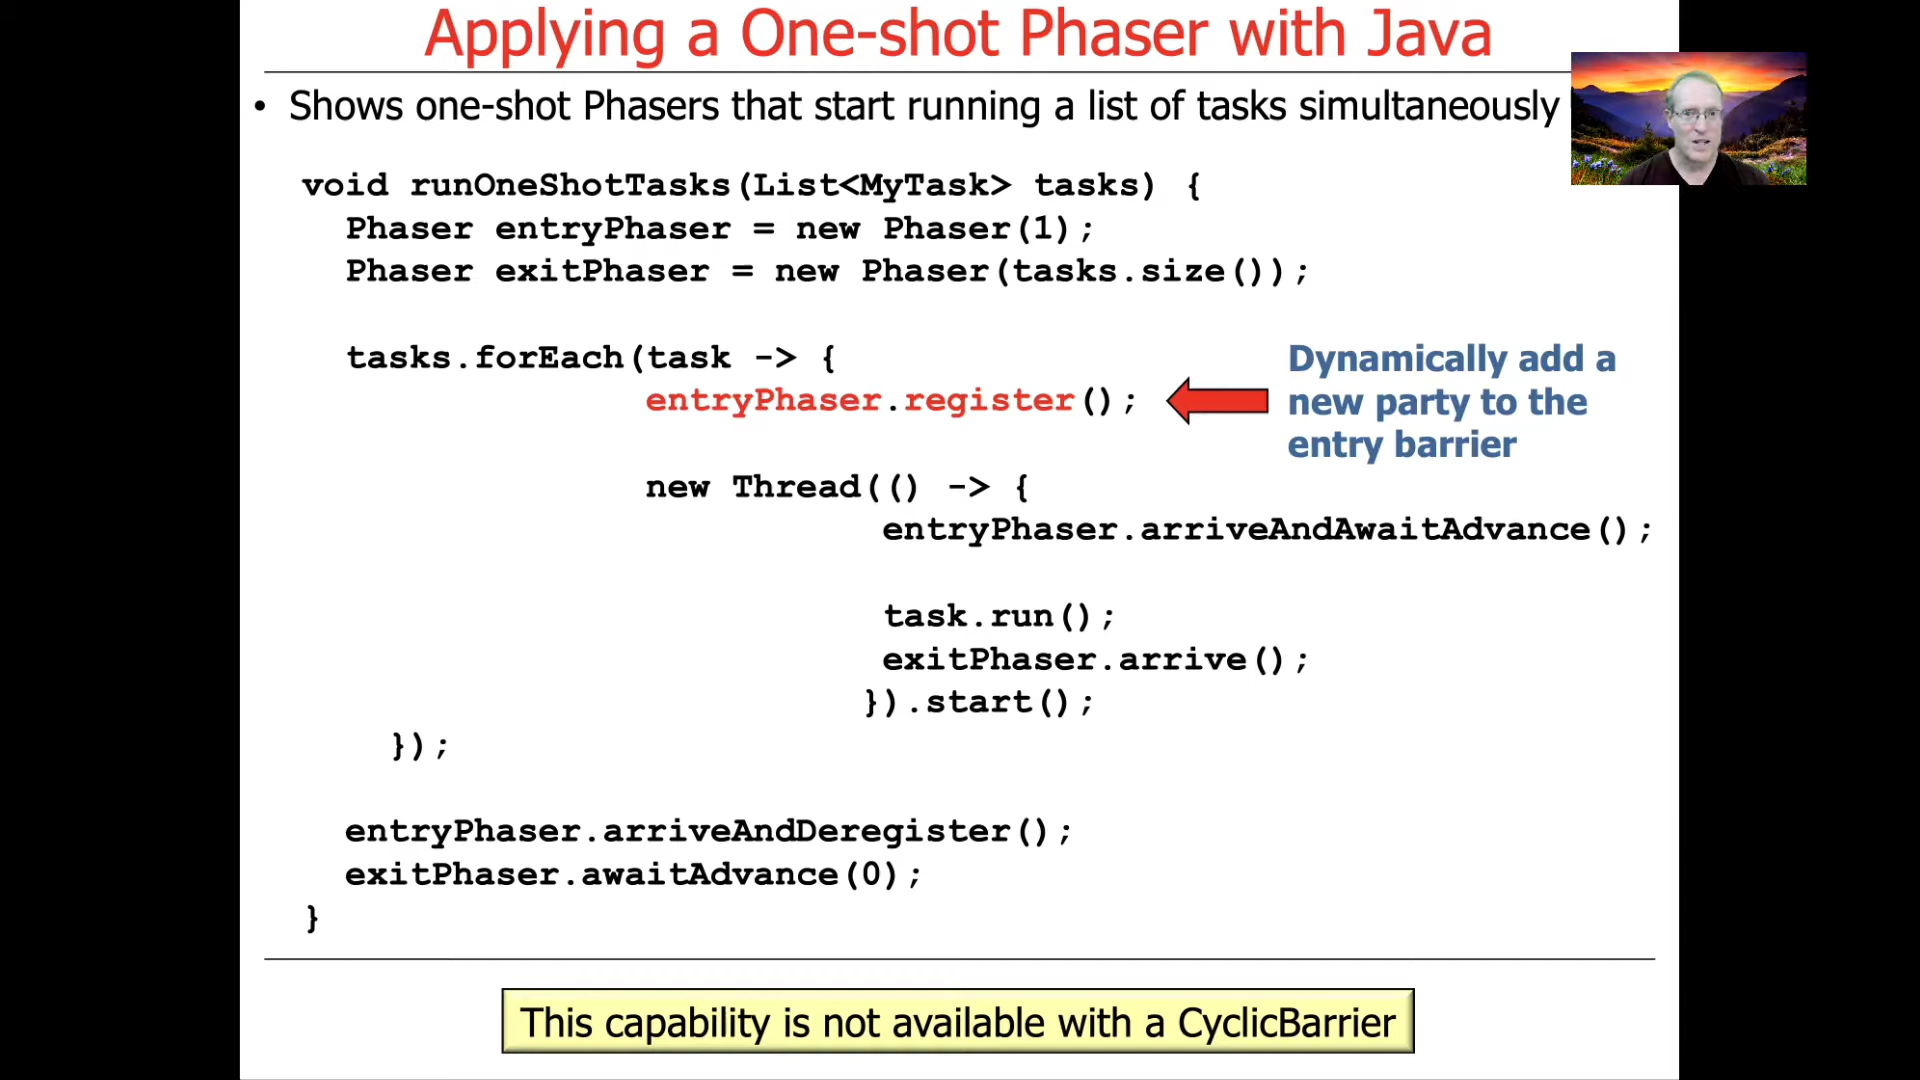 Applying a One-shot Phaser with Java
• Shows one-shot Phasers that start running a list of tasks simultaneously
void runOneShotTasks(List<MyTask> tasks) {
Phaser entryPhaser = new Phaser(1);
Phaser exitPhaser = new Phaser(tasks.size());
tasks.forEach(task -> {
entryPhaser.register();
Dynamically add a
new party to the
entry barrier
new Thread(() -> {
entryPhaser.arriveAndAwaitAdvance();
task.run();
exitPhaser.arrive();
}).start();
});
entryPhaser.arriveAndDeregister();
exitPhaser.awaitAdvance(0);
}
This capability is not available with a CyclicBarrier